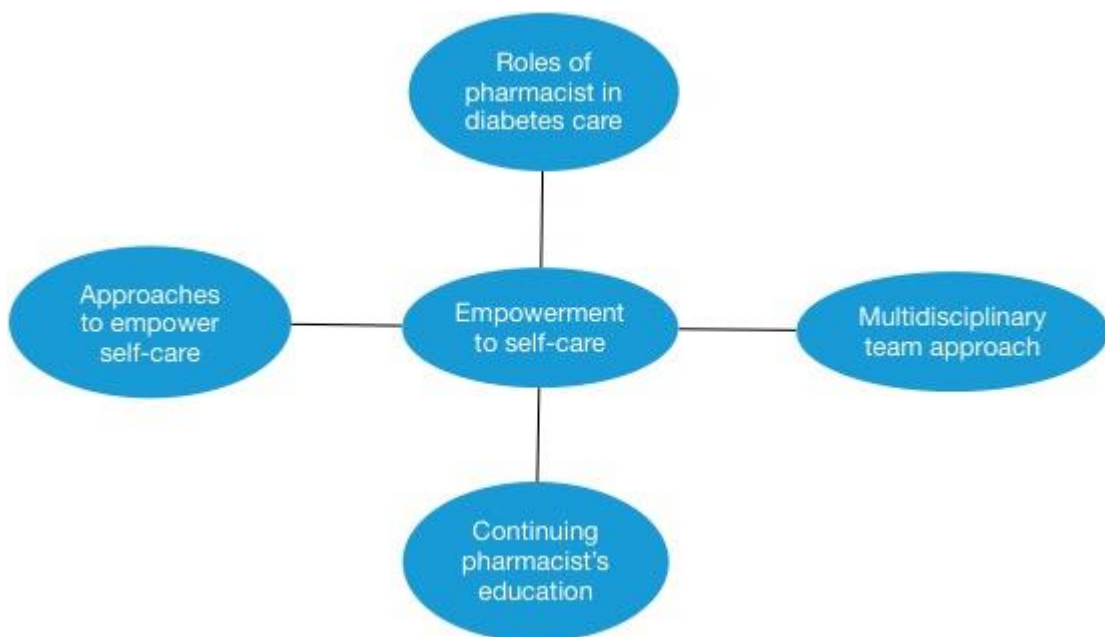 Roles of
pharmacist in
diabetes care
Approaches
to empower
self-care
Empowerment
to self-care
Multidisciplinary
team approach
Continuing
pharmacist's
education